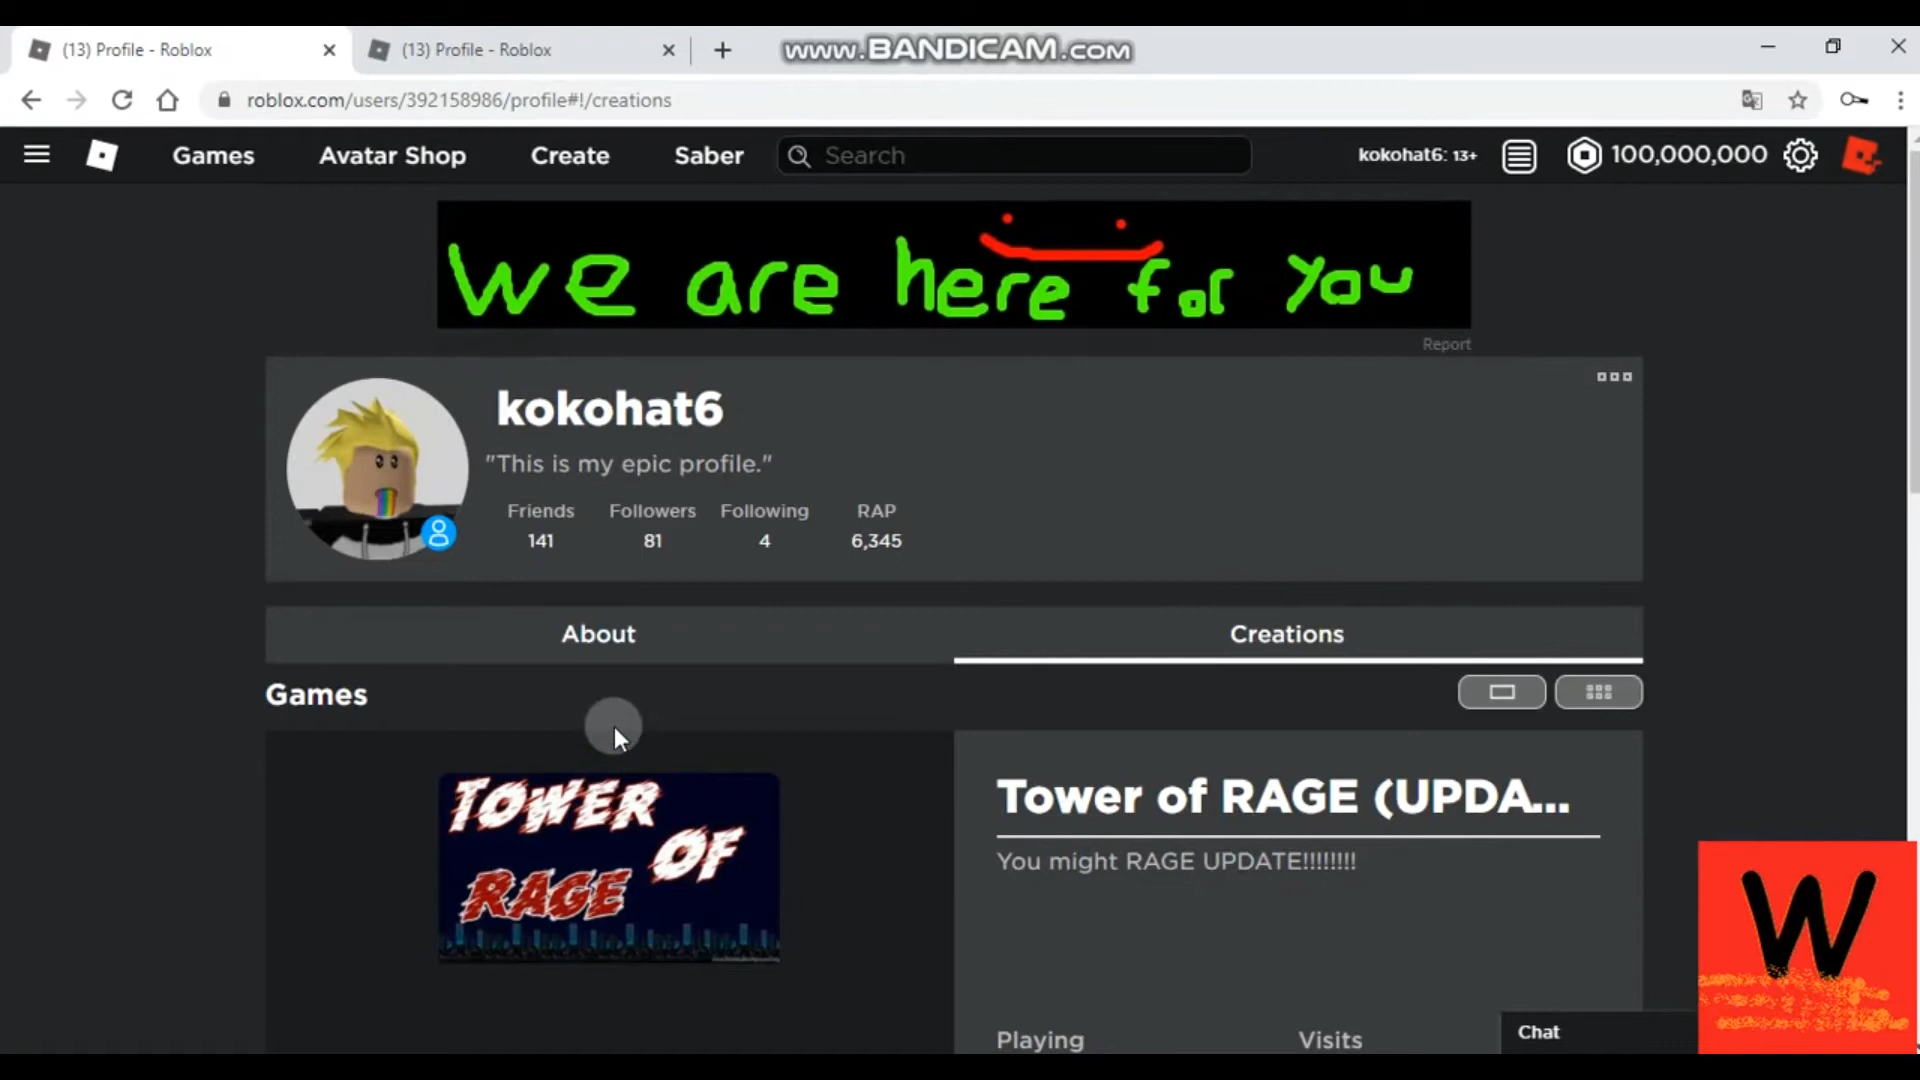 (13) Profile - Roblox
(13) Profile - Roblox
www.BANDICAM.com
roblox.com/users/392158986/profile#!/creations
Games
Avatar Shop
Create
Saber
Search
kokohat6: 13+
100,000,000
We are here for you
Report
kokohat6
"This is my epic profile."
Friends Followers Following RAP
141 81 4 6,345
About
Creations
Games
TOWER
OF
RAGE
Tower of RAGE (UPDA...
You might RAGE UPDATE!!!!!!!!
Playing
Visits
Chat
W